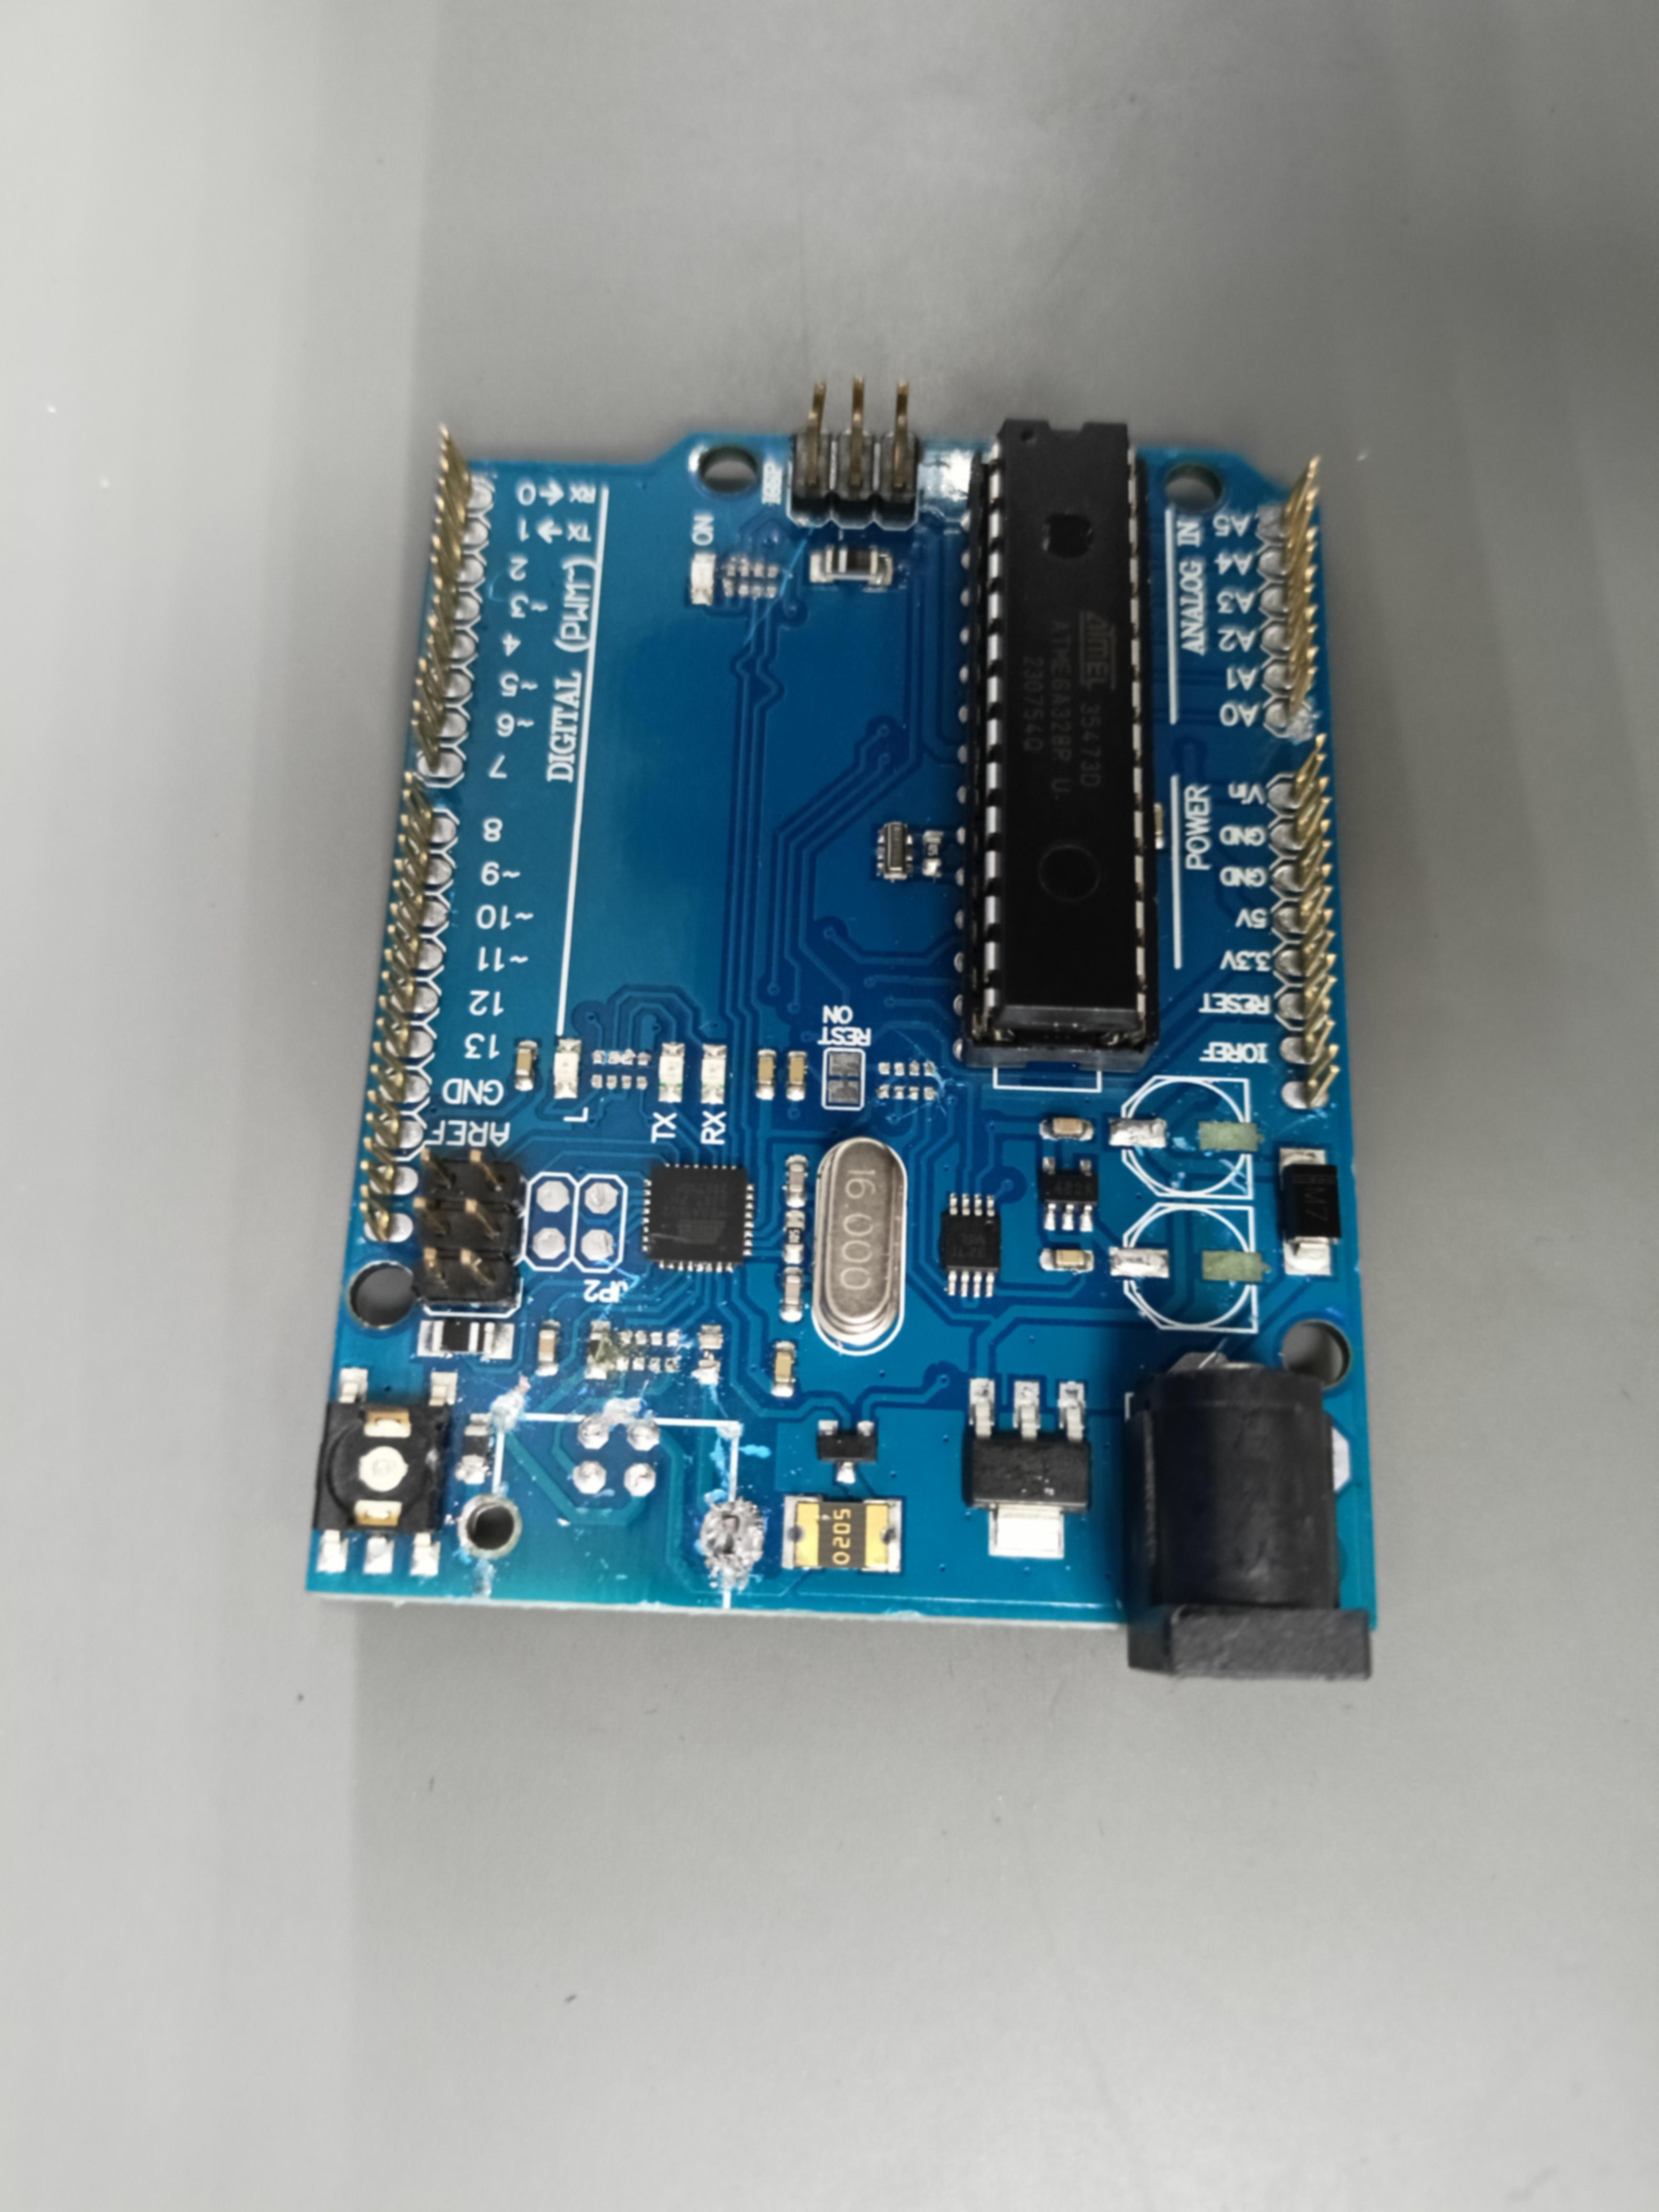 RX ← 0
TX → 1
2
~3
4
~5
~6
7
8
~9
~10
~11
12
13
GND
AREF
DIGITAL (PWM~)
ON
L
TX
RX
REST
ON
JP2
16.000
ATMEL 35473D
ATMEGA328P U
230754Q
ANALOG IN
A5
A4
A3
A2
A1
A0
POWER
Vin
GND
GND
5V
3.3V
RESET
IOREF
M7
0205